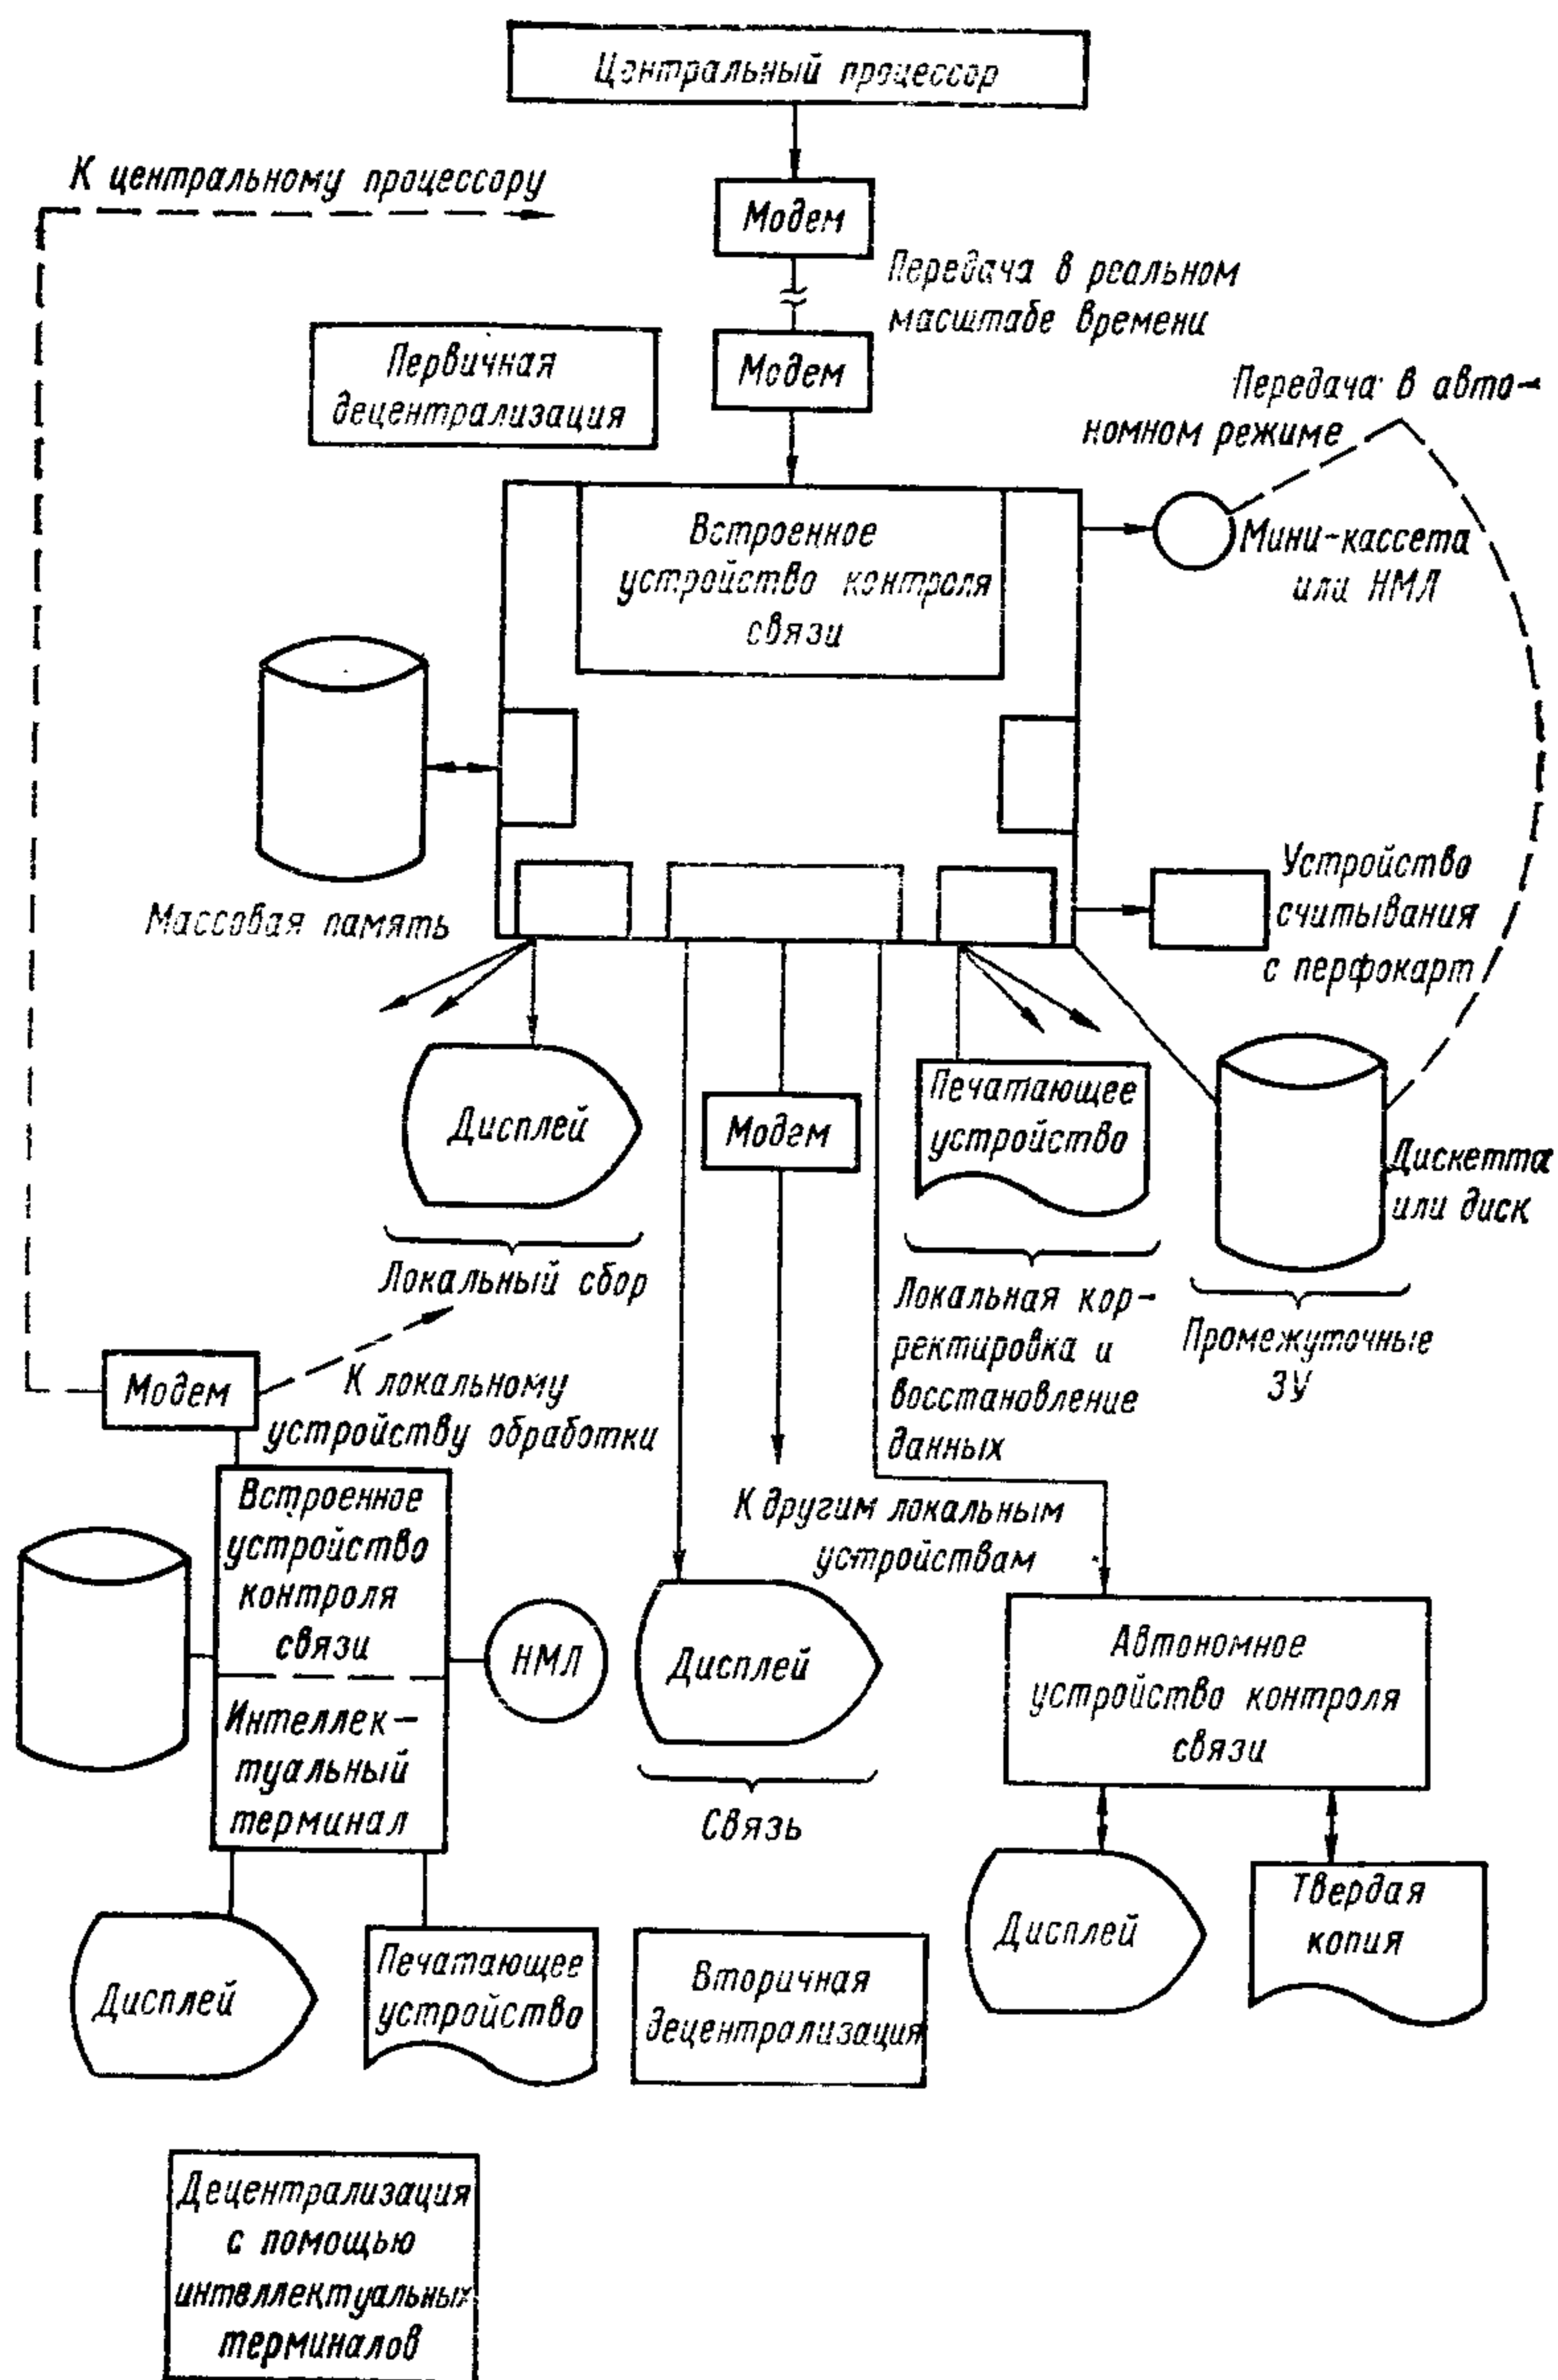 Центральный процессор
К центральному процессору
Модем
Передача в реальном
масштабе времени
Первичная
децентрализация
Модем
Передача в авто-
номном режиме
Встроенное
устройство контроля
связи
Мини-кассета
или НМЛ
Массовая память
Устройство
считывания
с перфокарт
Дисплей
Модем
Печатающее
устройство
Дискетта
или диск
Локальный сбор
Локальная кор-
ректировка и
восстановление
данных
Промежуточные
ЗУ
Модем
К локальному
устройству обработки
К другим локальным
устройствам
Встроенное
устройство
контроля
связи
Интеллек-
туальный
терминал
НМЛ
Дисплей
Связь
Автономное
устройство контроля
связи
Дисплей
Твердая
копия
Дисплей
Печатающее
устройство
Вторичная
децентрализация
Децентрализация
с помощью
интеллектуальных
терминалов